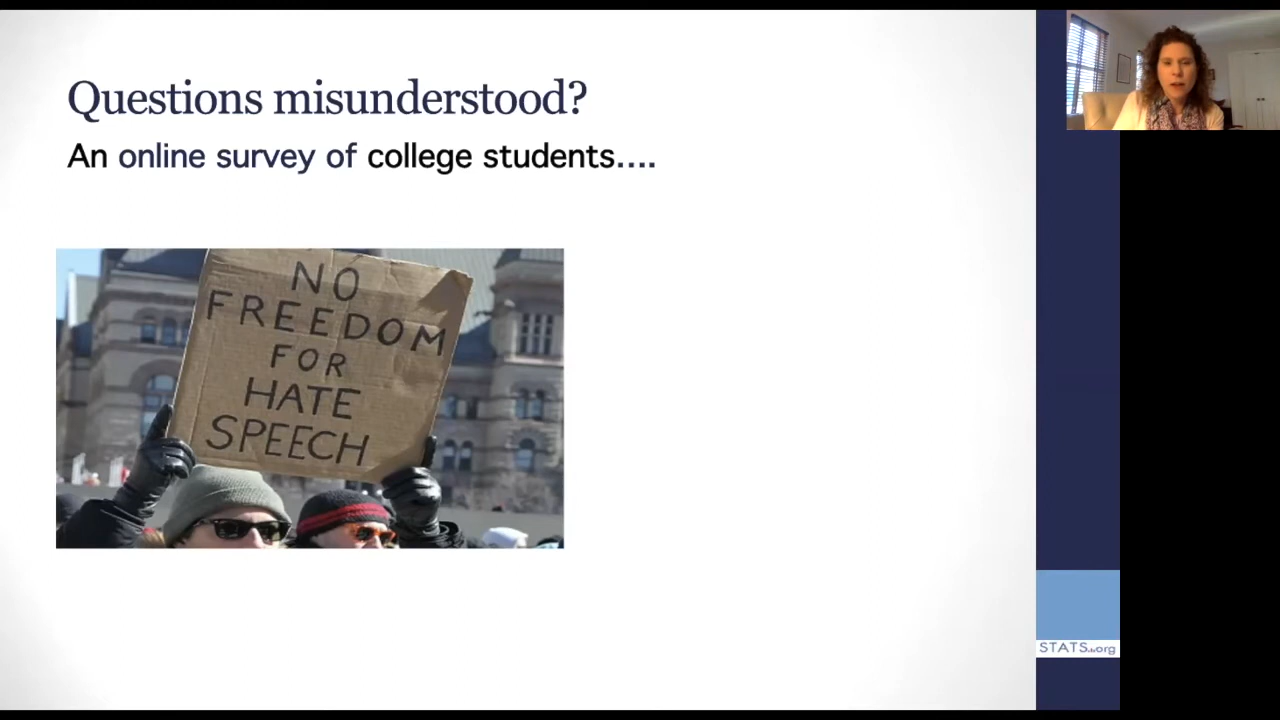 Questions misunderstood?
An online survey of college students....
NO
FREEDOM
FOR
HATE
SPEECH
STATS.org